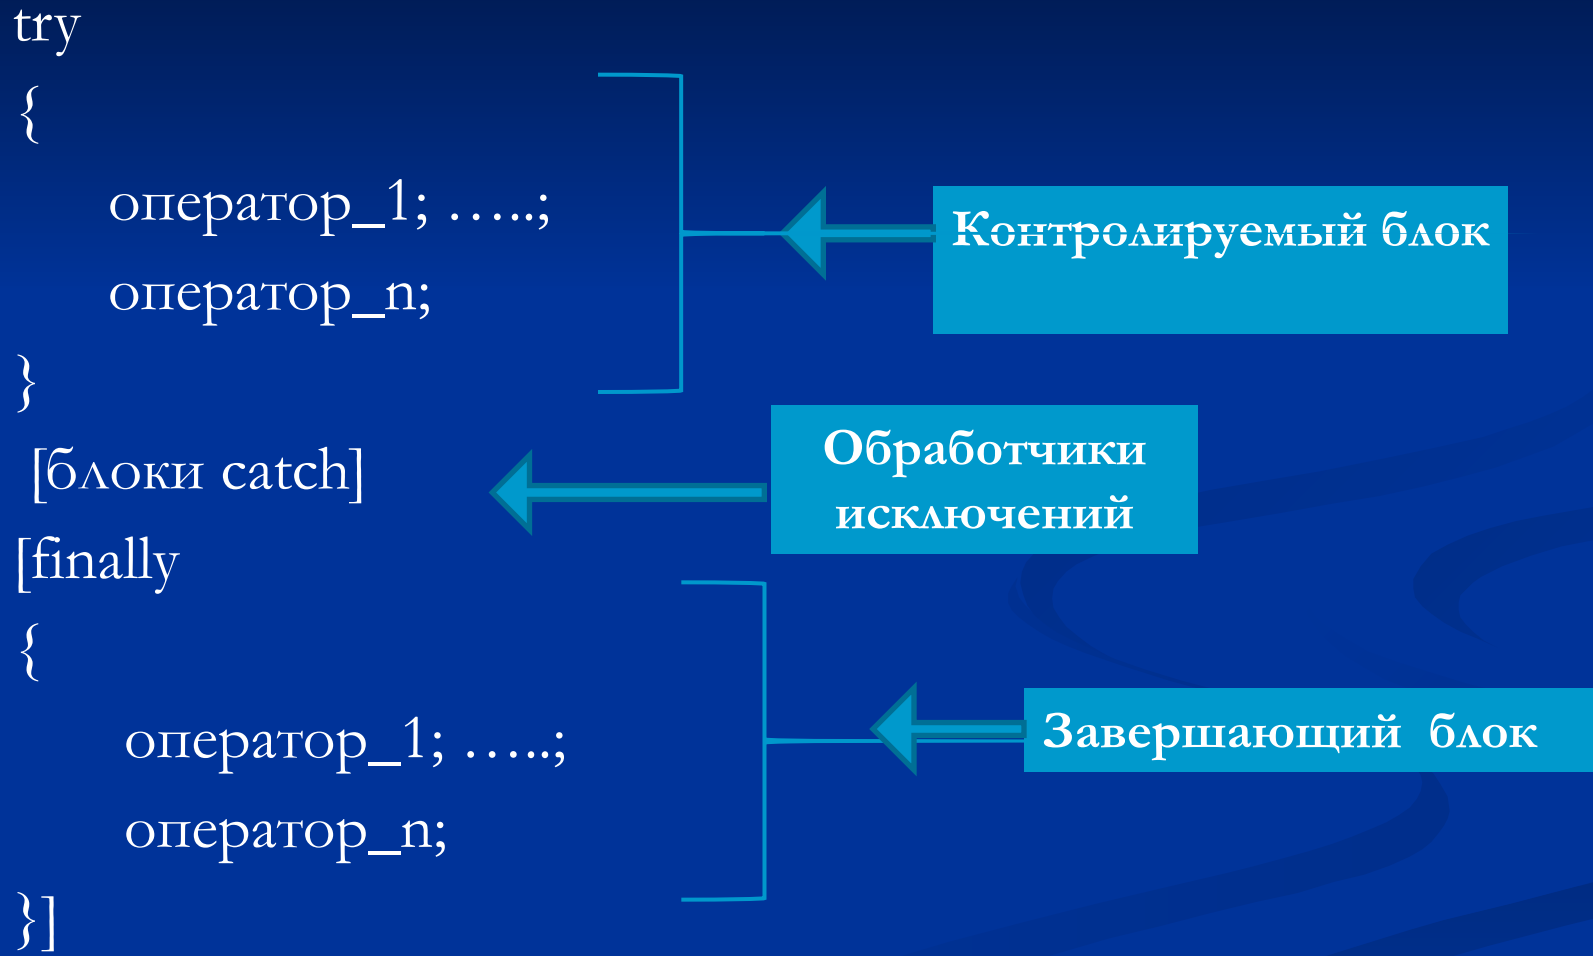 try
{
оператор_1; …..;
оператор_n;
}
Контролируемый блок
[блоки catch]
Обработчики
исключений
[finally
{
оператор_1; …..;
оператор_n;
}]
Завершающий блок